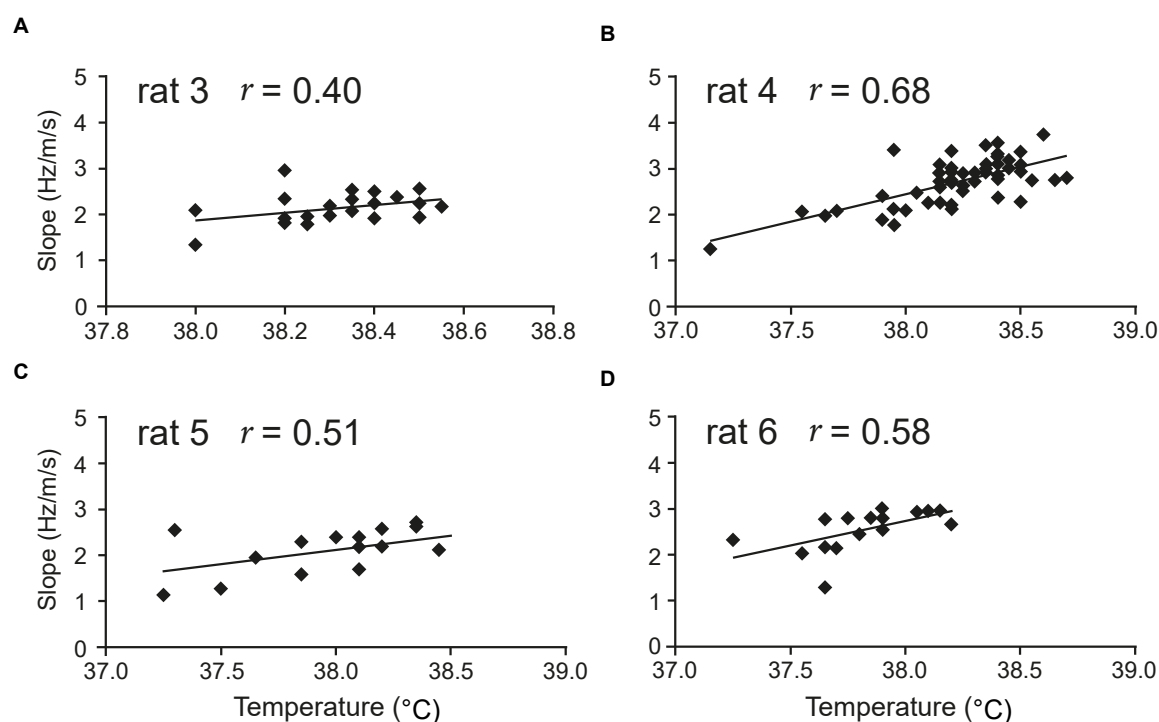 A
rat 3 r = 0.40
Slope (Hz/m/s)
5
4
3
2
1
0
37.8 38.0 38.2 38.4 38.6 38.8
B
rat 4 r = 0.68
5
4
3
2
1
0
37.0 37.5 38.0 38.5 39.0
C
rat 5 r = 0.51
Slope (Hz/m/s)
5
4
3
2
1
0
37.0 37.5 38.0 38.5 39.0
Temperature (°C)
D
rat 6 r = 0.58
5
4
3
2
1
0
37.0 37.5 38.0 38.5 39.0
Temperature (°C)